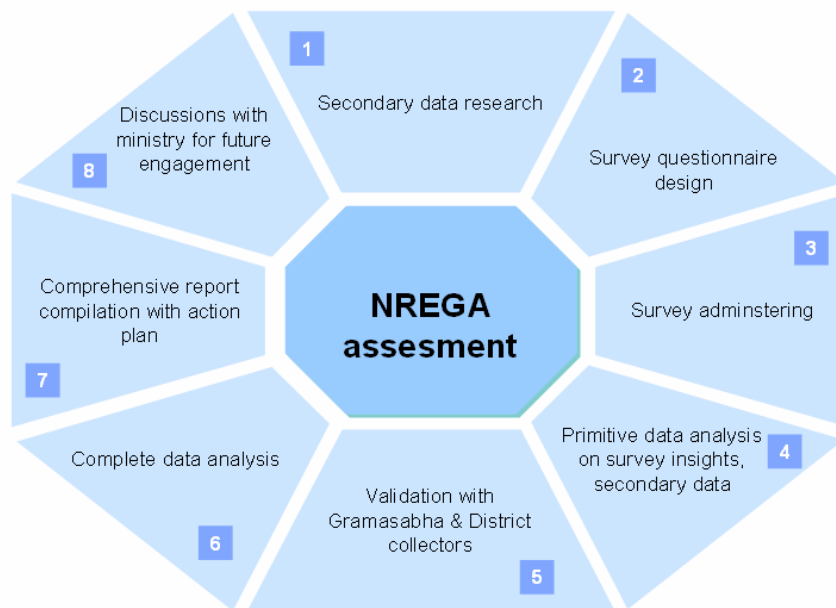 1
Secondary data research
2
Survey questionnaire
design
3
Survey adminstering
4
Primitive data analysis
on survey insights,
secondary data
5
Validation with
Gramasabha & District
collectors
6
Complete data analysis
7
Comprehensive report
compilation with action
plan
8
Discussions with
ministry for future
engagement
NREGA
assesment